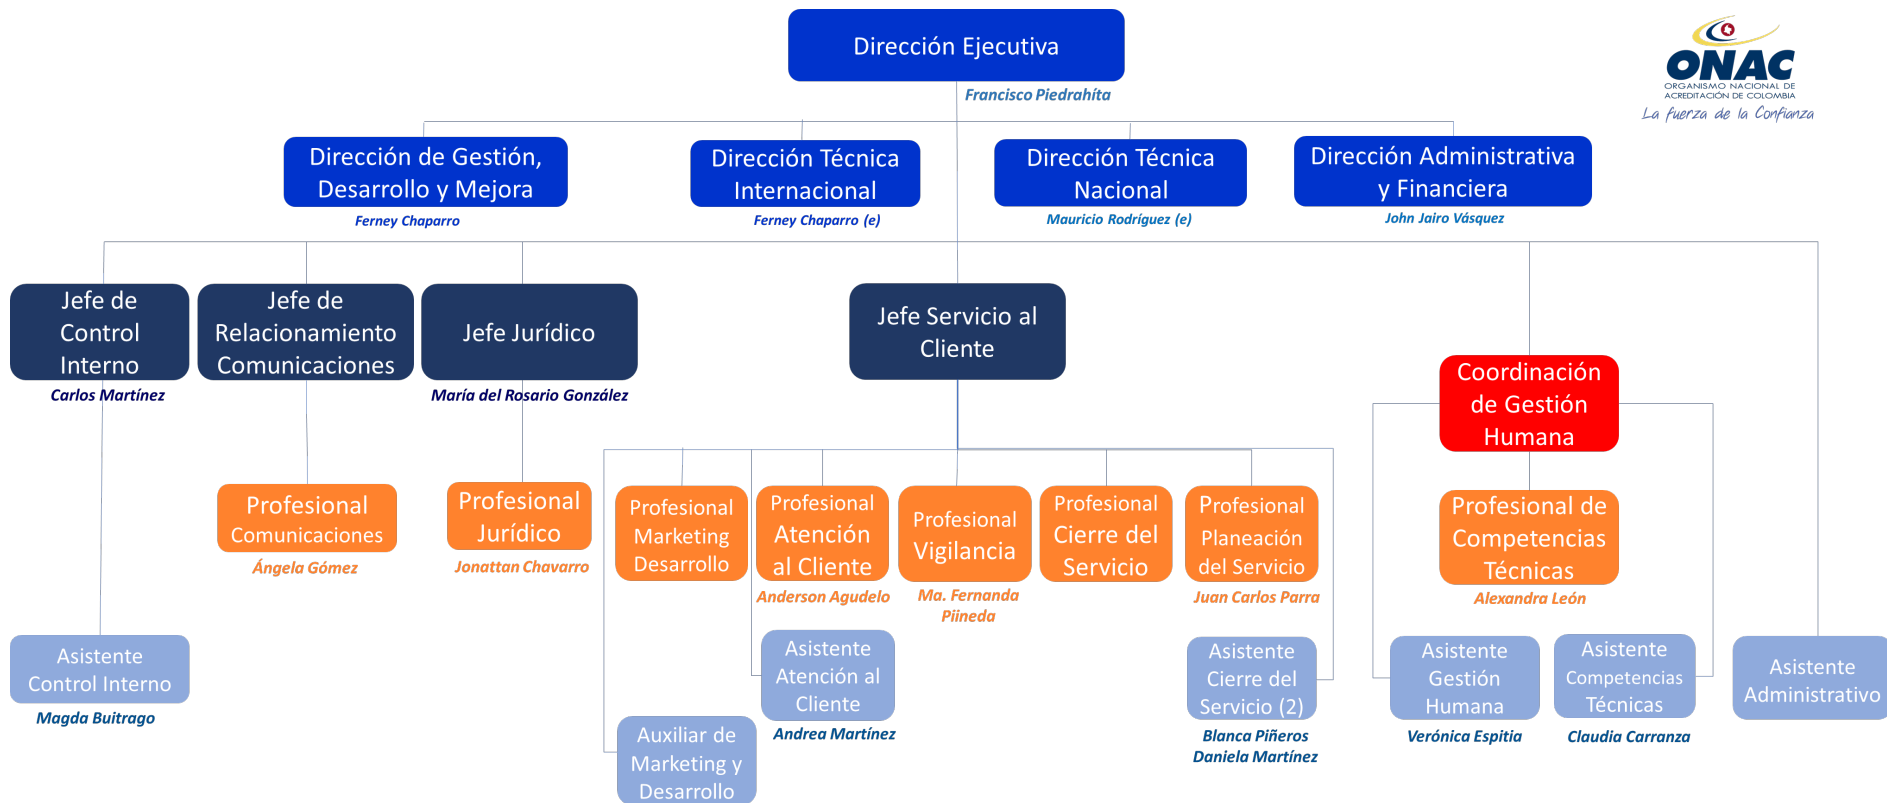 Dirección Ejecutiva
Francisco Piedrahíta
ONAC
ORGANISMO NACIONAL DE
ACREDITACIÓN DE COLOMBIA
La fuerza de la Confianza
Dirección de Gestión,
Desarrollo y Mejora
Ferney Chaparro
Dirección Técnica
Internacional
Ferney Chaparro (e)
Dirección Técnica
Nacional
Mauricio Rodríguez (e)
Dirección Administrativa
y Financiera
John Jairo Vásquez
Jefe de
Control
Interno
Carlos Martínez
Jefe de
Relacionamiento
Comunicaciones
Jefe Jurídico
María del Rosario González
Jefe Servicio al
Cliente
Coordinación
de Gestión
Humana
Profesional
Comunicaciones
Ángela Gómez
Profesional
Jurídico
Jonattan Chavarro
Profesional
Marketing
Desarrollo
Profesional
Atención
al Cliente
Anderson Agudelo
Profesional
Vigilancia
Ma. Fernanda
Piineda
Profesional
Cierre del
Servicio
Profesional
Planeación
del Servicio
Juan Carlos Parra
Profesional de
Competencias
Técnicas
Alexandra León
Asistente
Control Interno
Magda Buitrago
Auxiliar de
Marketing y
Desarrollo
Asistente
Atención al
Cliente
Andrea Martínez
Asistente
Cierre del
Servicio (2)
Blanca Piñeros
Daniela Martínez
Asistente
Gestión
Humana
Verónica Espitia
Asistente
Competencias
Técnicas
Claudia Carranza
Asistente
Administrativo